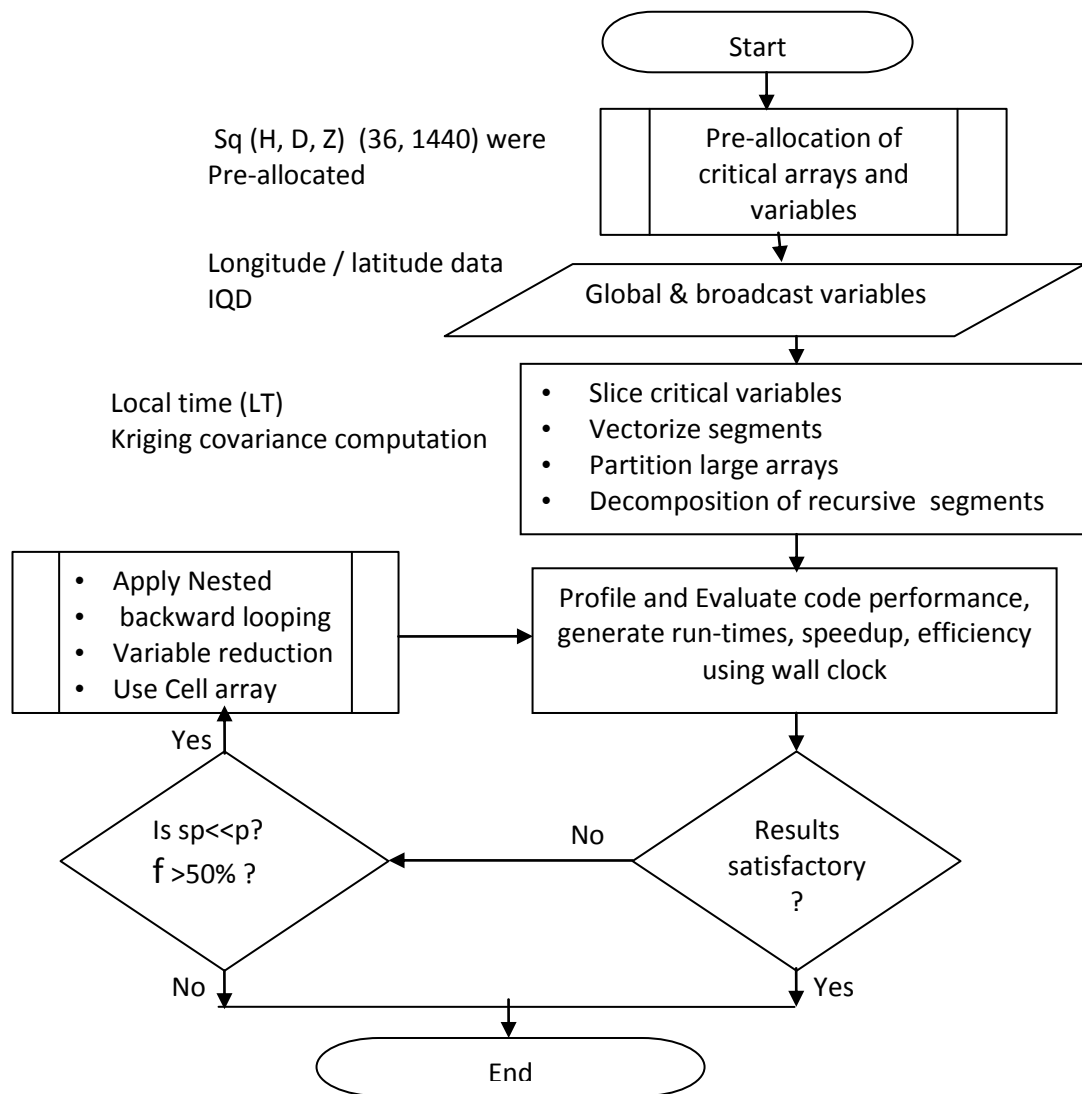 Start
Sq (H, D, Z) (36, 1440) were
Pre-allocated
Pre-allocation of
critical arrays and
variables
Longitude / latitude data
IQD
Global & broadcast variables
Local time (LT)
Kriging covariance computation
• Slice critical variables
• Vectorize segments
• Partition large arrays
• Decomposition of recursive segments
• Apply Nested
• backward looping
• Variable reduction
• Use Cell array
Profile and Evaluate code performance,
generate run-times, speedup, efficiency
using wall clock
Yes
Is sp<<p?
f >50% ?
No
Results
satisfactory
?
No
Yes
End